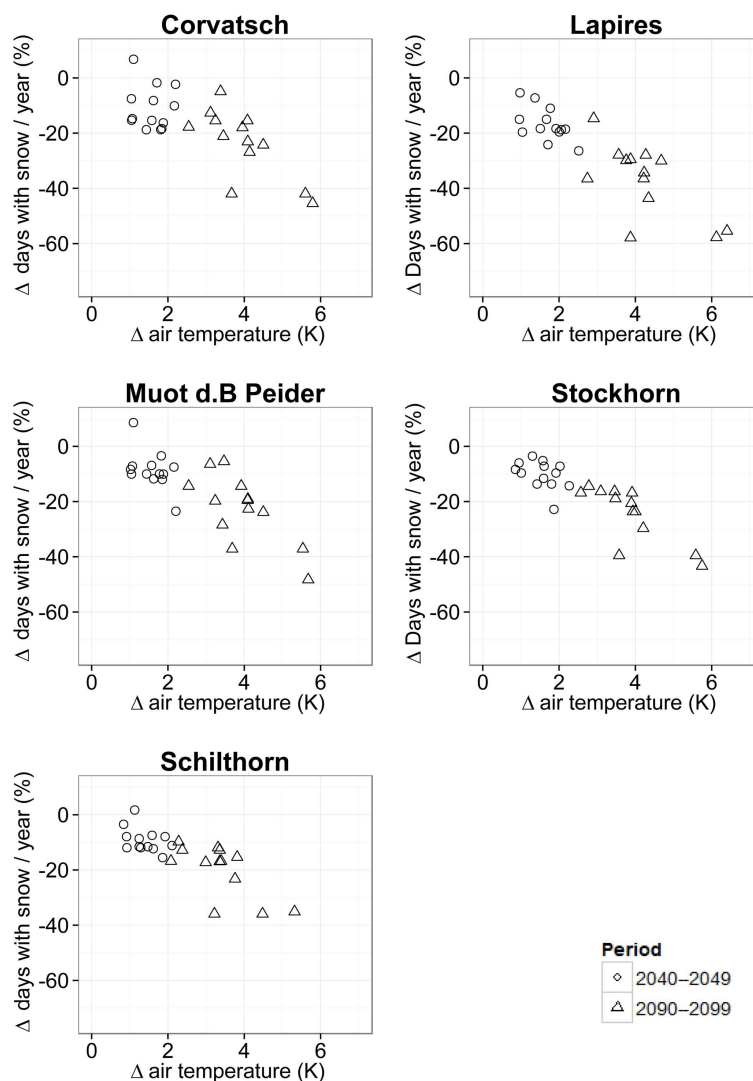 Corvatsch
Δ days with snow / year (%)
0
-20
-40
-60
0 2 4 6
Δ air temperature (K)
Lapires
Δ Days with snow / year (%)
0
-20
-40
-60
0 2 4 6
Δ air temperature (K)
Muot d.B Peider
Δ days with snow / year (%)
0
-20
-40
-60
0 2 4 6
Δ air temperature (K)
Stockhorn
Δ Days with snow / year (%)
0
-20
-40
-60
0 2 4 6
Δ air temperature (K)
Schilthorn
Δ days with snow / year (%)
0
-20
-40
-60
0 2 4 6
Δ air temperature (K)
Period
2040–2049
2090–2099